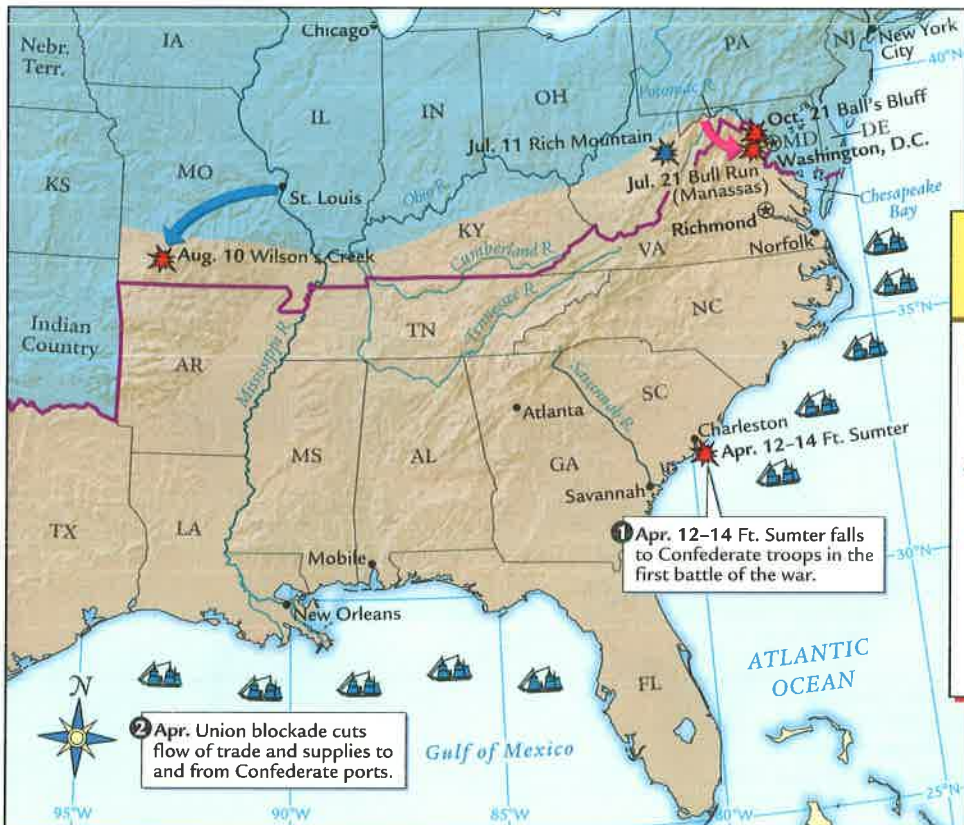 Nebr.
Terr.
IA
Chicago
PA
NJ
New York
City
40°N
IL
IN
OH
Potomac R.
Oct. 21 Ball's Bluff
MD
DE
Washington, D.C.
Jul. 11 Rich Mountain
Jul. 21 Bull Run
(Manassas)
Chesapeake
Bay
KS
MO
St. Louis
Ohio R.
Richmond
Norfolk
KY
VA
Cumberland R.
Aug. 10 Wilson's Creek
Indian
Country
35°N
NC
TN
Tennessee R.
AR
Mississippi R.
Savannah R.
SC
Atlanta
Charleston
Apr. 12–14 Ft. Sumter
MS
AL
GA
Savannah
TX
LA
1 Apr. 12–14 Ft. Sumter falls
to Confederate troops in the
first battle of the war.
30°N
Mobile
New Orleans
FL
ATLANTIC
OCEAN
N
2 Apr. Union blockade cuts
flow of trade and supplies to
and from Confederate ports.
Gulf of Mexico
25°N
95°W
90°W
85°W
80°W